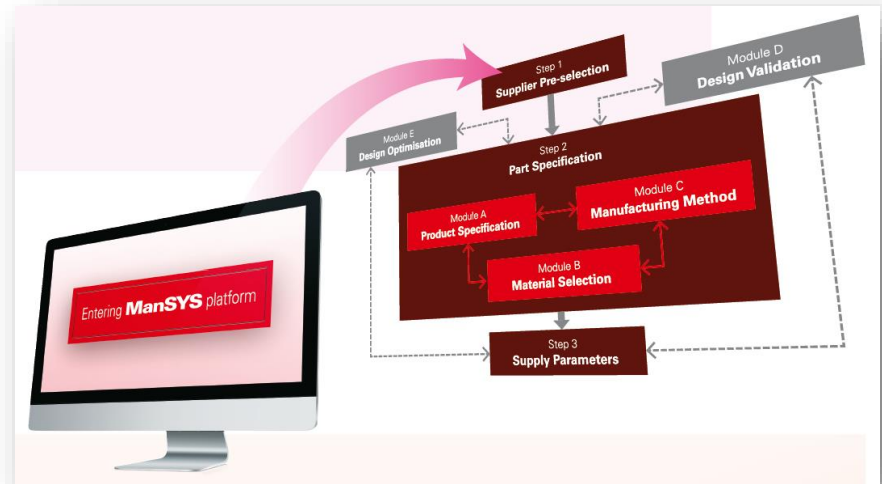 Step 1
Supplier Pre-selection
Module D
Design Validation
Module E
Design Optimisation
Step 2
Part Specification
Module A
Product Specification
Module C
Manufacturing Method
Module B
Material Selection
Entering ManSYS platform
Step 3
Supply Parameters